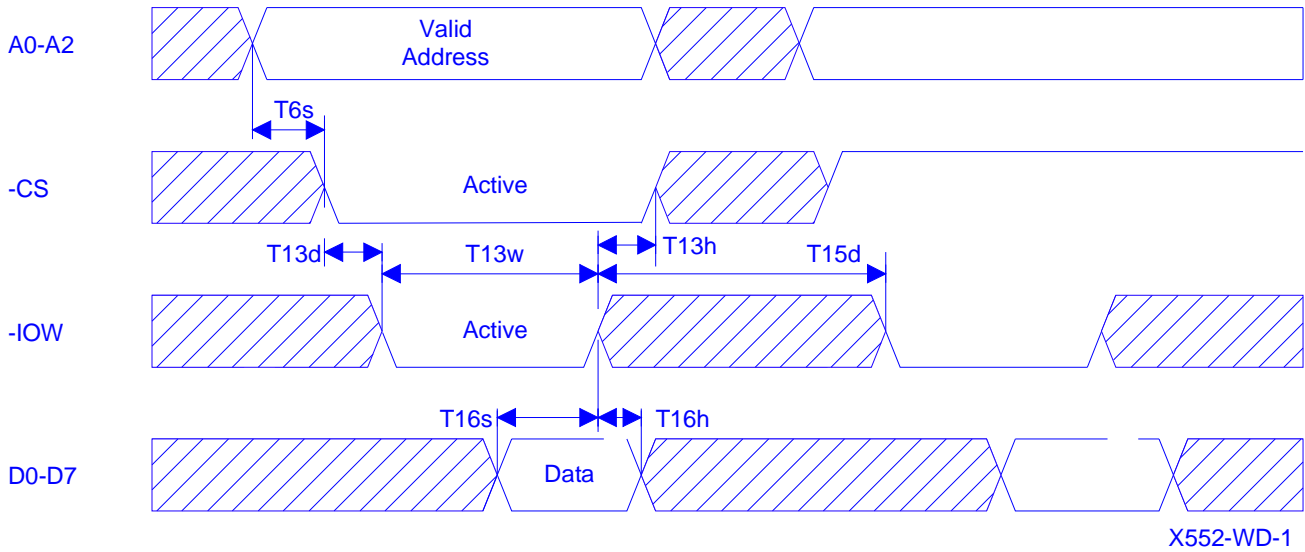 A0-A2
Valid
Address
T6s
-CS
Active
T13d
T13w
T13h
T15d
-IOW
Active
T16s
T16h
D0-D7
Data
X552-WD-1